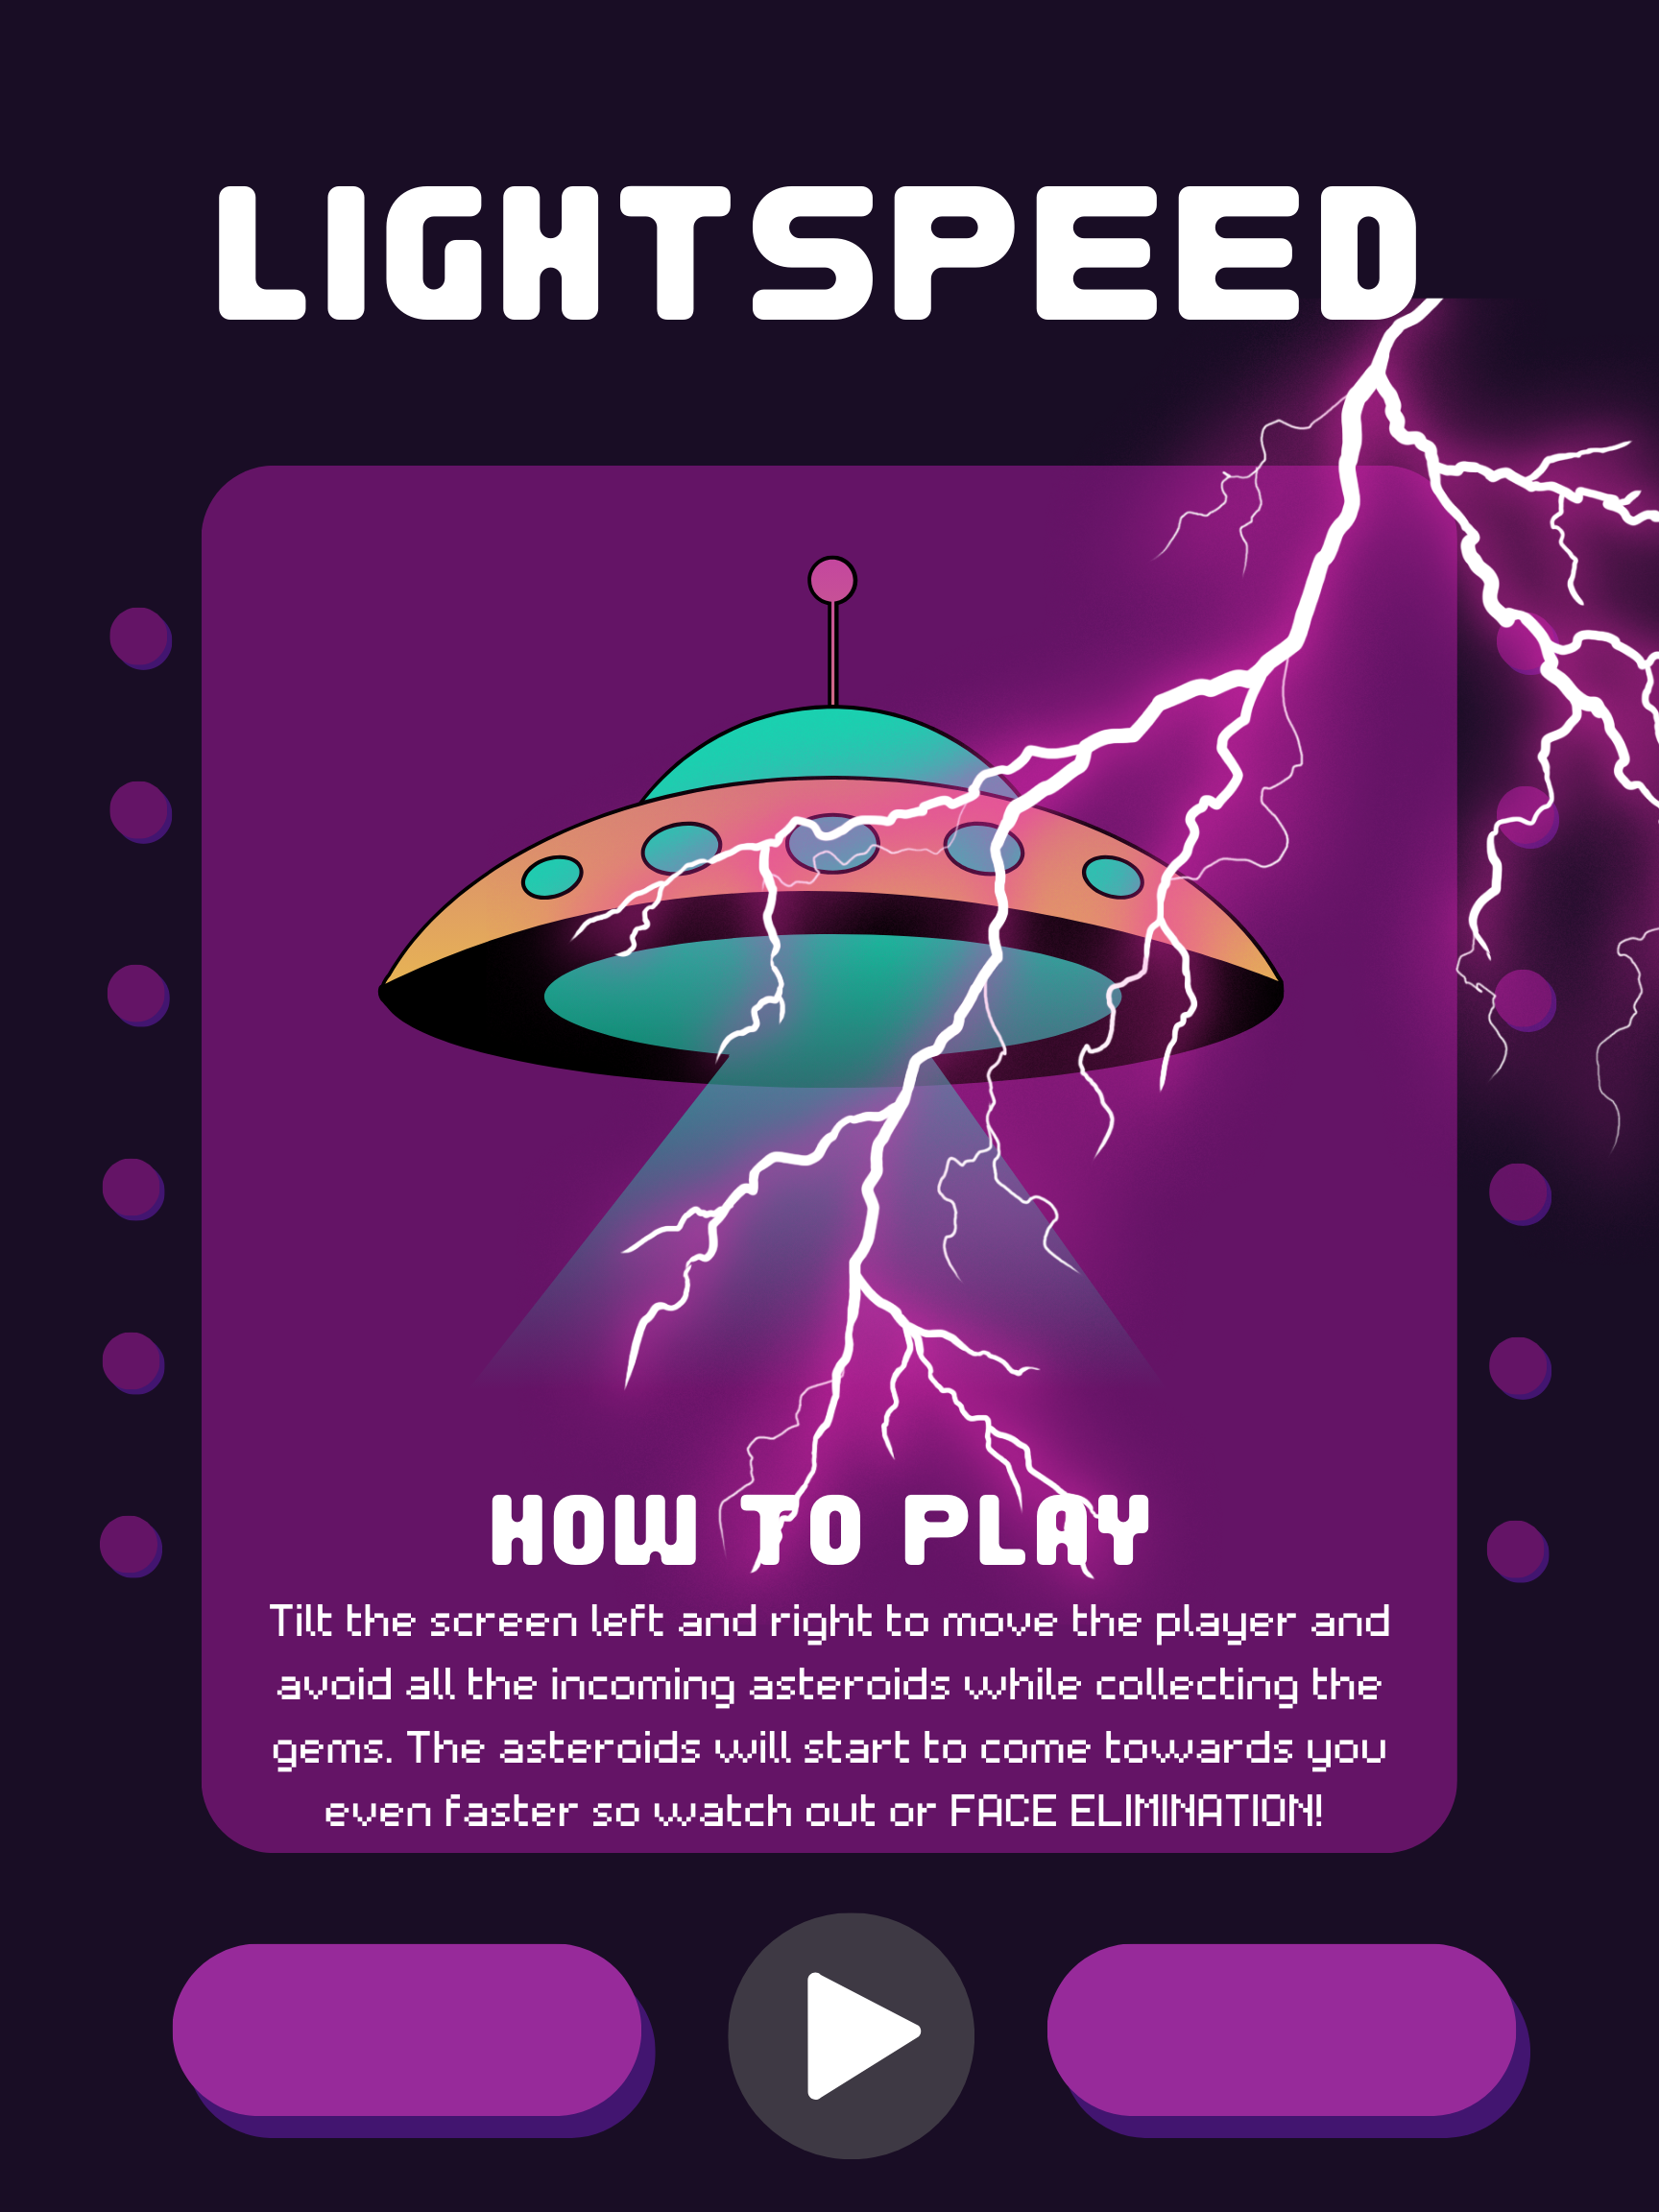 LIGHTSPEED
HOW TO PLAY
Tilt the screen left and right to move the player and
avoid all the incoming asteroids while collecting the
gems. The asteroids will start to come towards you
even faster so watch out or FACE ELIMINATION!